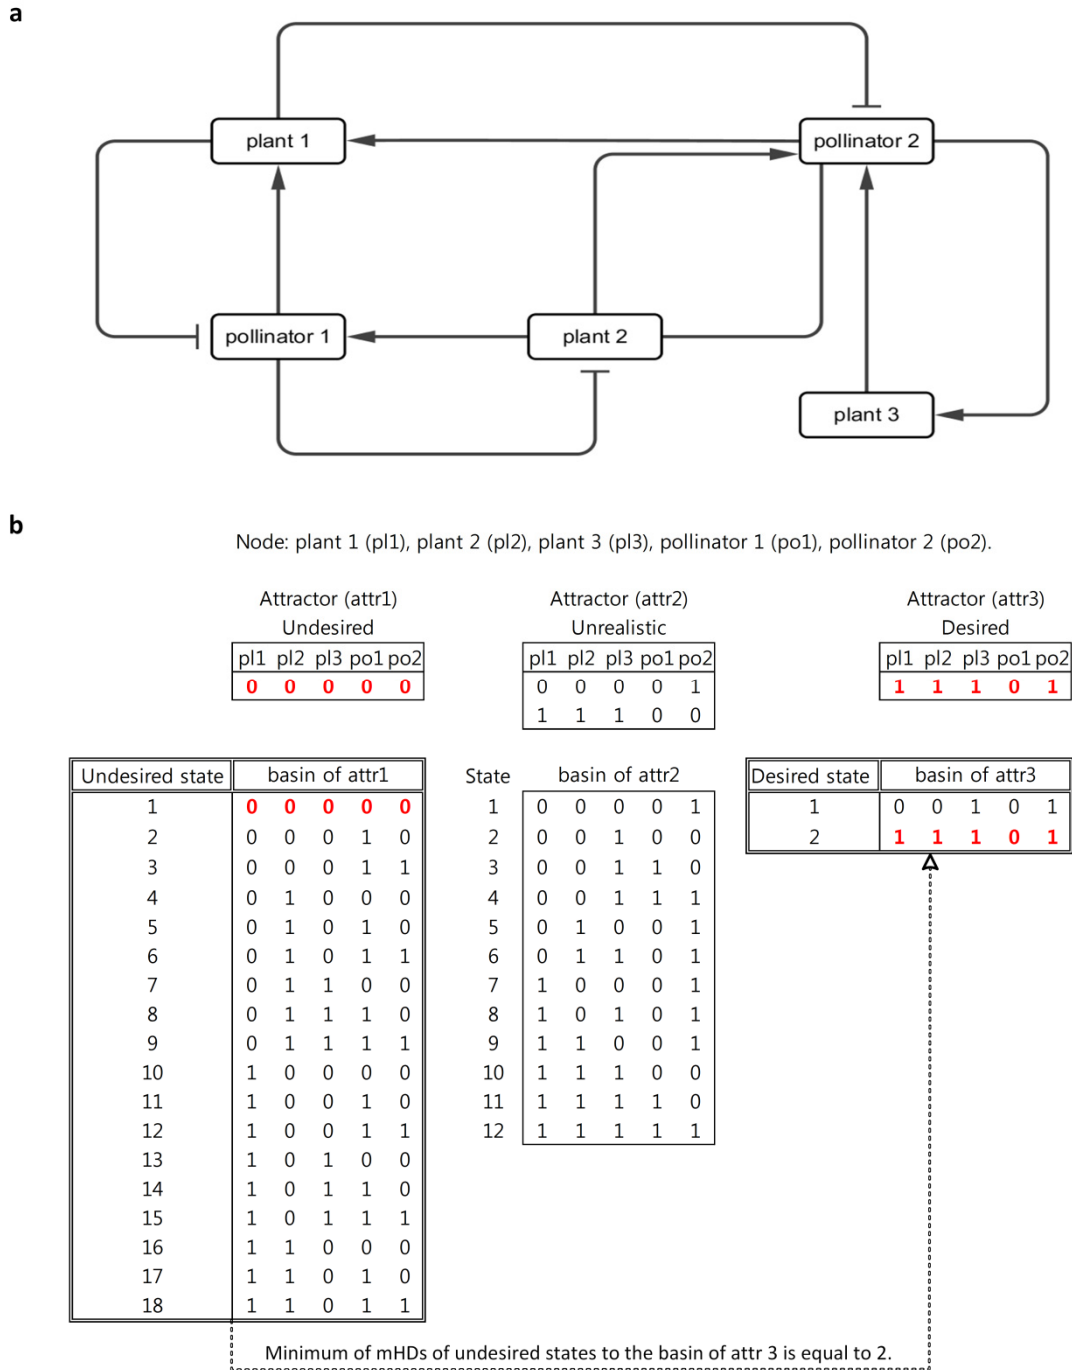 a
plant 1
pollinator 2
pollinator 1
plant 2
plant 3
b
Node: plant 1 (pl1), plant 2 (pl2), plant 3 (pl3), pollinator 1 (po1), pollinator 2 (po2).
Attractor (attr1)
Undesired
pl1 pl2 pl3 po1 po2
0 0 0 0 0
Attractor (attr2)
Unrealistic
pl1 pl2 pl3 po1 po2
0 0 0 0 1
1 1 1 0 0
Attractor (attr3)
Desired
pl1 pl2 pl3 po1 po2
1 1 1 0 1
Undesired state basin of attr1
1 0 0 0 0 0
2 0 0 0 1 0
3 0 0 0 1 1
4 0 1 0 0 0
5 0 1 0 1 0
6 0 1 0 1 1
7 0 1 1 0 0
8 0 1 1 1 0
9 0 1 1 1 1
10 1 0 0 0 0
11 1 0 0 1 0
12 1 0 0 1 1
13 1 0 1 0 0
14 1 0 1 1 0
15 1 0 1 1 1
16 1 1 0 0 0
17 1 1 0 1 0
18 1 1 0 1 1
State basin of attr2
1 0 0 0 0 1
2 0 0 1 0 0
3 0 0 1 1 0
4 0 0 1 1 1
5 0 1 0 0 1
6 0 1 1 0 1
7 1 0 0 0 1
8 1 0 1 0 1
9 1 1 0 0 1
10 1 1 1 0 0
11 1 1 1 1 0
12 1 1 1 1 1
Desired state basin of attr3
1 0 0 1 0 1
2 1 1 1 0 1
Minimum of mHDs of undesired states to the basin of attr 3 is equal to 2.